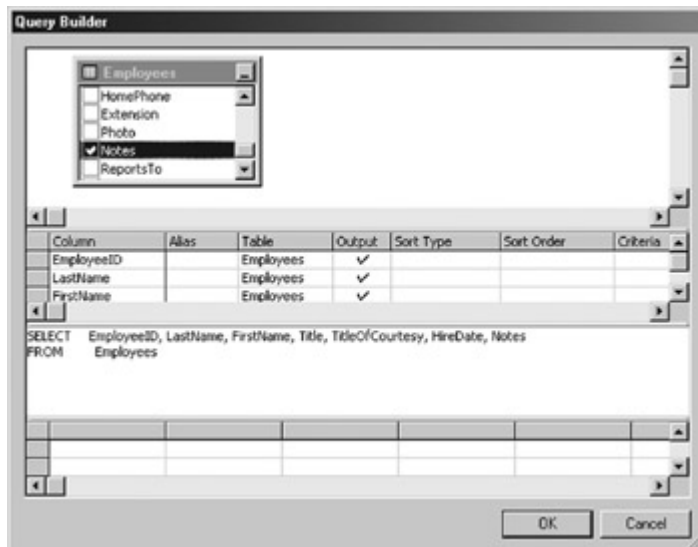 Query Builder
Employees
HomePhone
Extension
Photo
Notes
ReportsTo
Column Alias Table Output Sort Type Sort Order Criteria
EmployeeID Employees
LastName Employees
FirstName Employees
SELECT EmployeeID, LastName, FirstName, Title, TitleOfCourtesy, HireDate, Notes
FROM Employees
OK Cancel